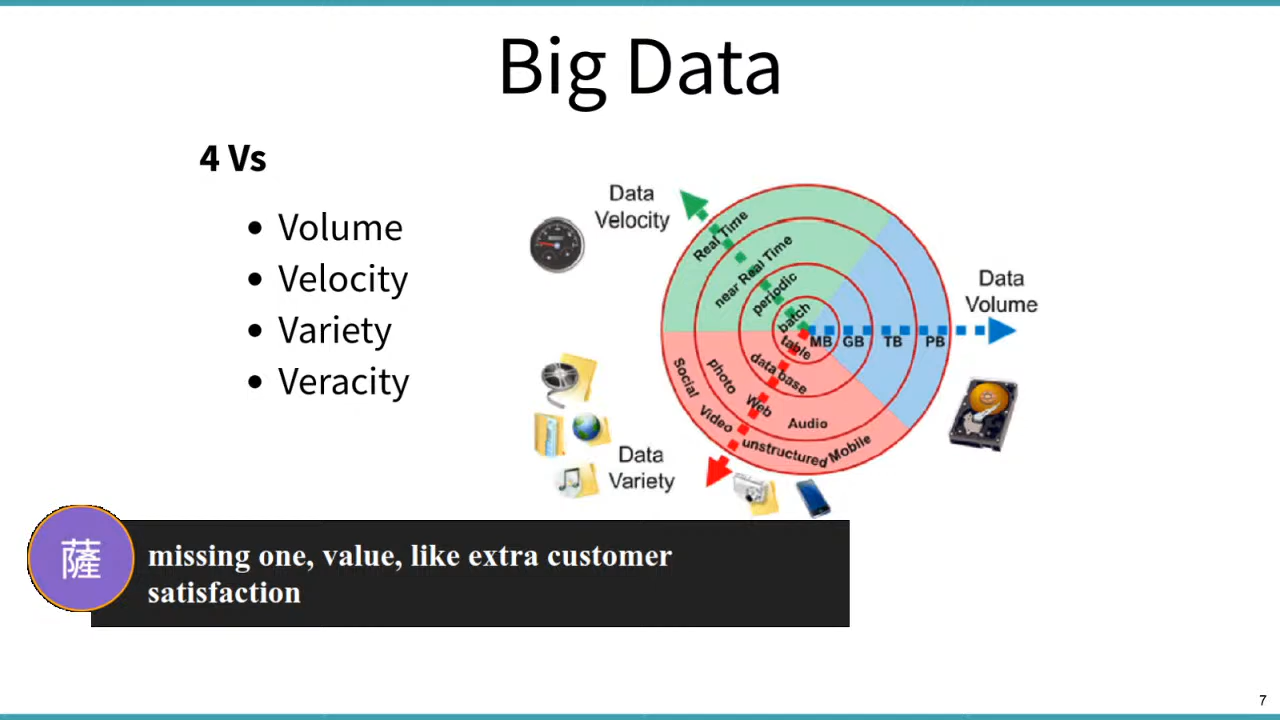 Big Data
4 Vs
Volume
Velocity
Variety
Veracity
Data
Velocity
Real Time
near Real Time
periodic
batch
Data
Volume
MB GB TB PB
table
data base
photo
Web
Audio
Social
Video
unstructured
Mobile
Data
Variety
薩
missing one, value, like extra customer
satisfaction
7